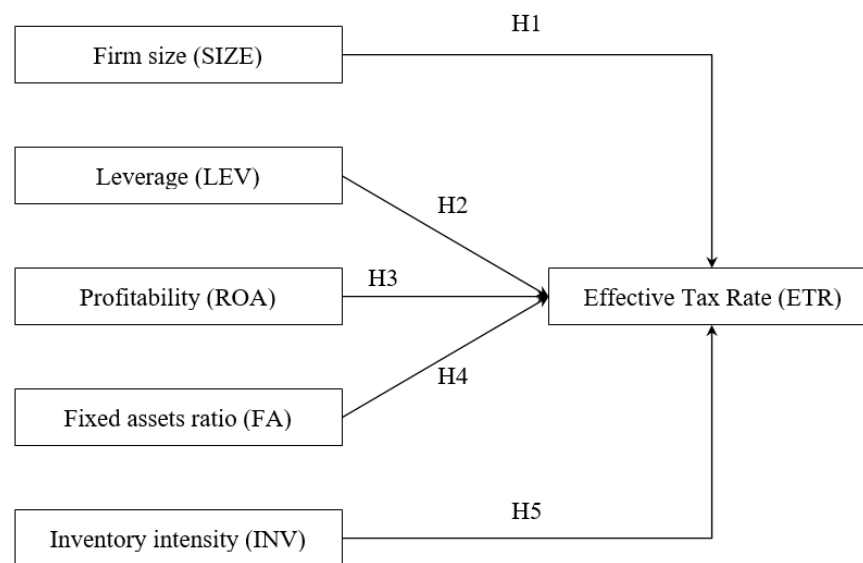 H1
Firm size (SIZE)
Leverage (LEV)
H2
H3
Profitability (ROA)
Effective Tax Rate (ETR)
H4
Fixed assets ratio (FA)
H5
Inventory intensity (INV)